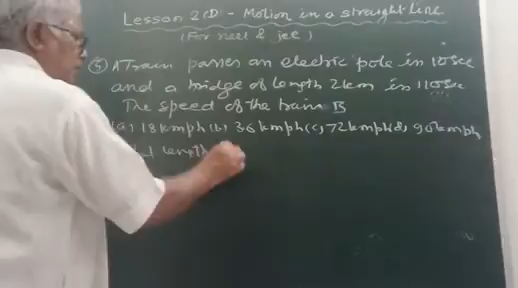 Lesson 2(D) - Motion in a straight line
(For neet & jee)
(5) A Train passes an electric pole in 10 sec
and a bridge of length 2km in 110 sec
The speed of the train is
(a) 18 kmph (b) 36 kmph (c) 72 kmph (d) 90 kmph
length